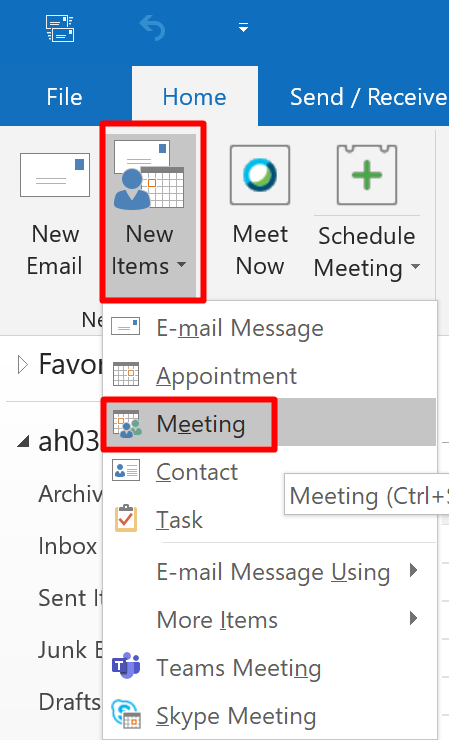 File Home Send / Receive
New
Email
New
Items
Meet
Now
Schedule
Meeting
Ne
E-mail Message
Favor
Appointment
ah03
Meeting
Contact
Archiv
Meeting (Ctrl+S
Task
Inbox
E-mail Message Using
Sent It
More Items
Junk E
Teams Meeting
Drafts
Skype Meeting